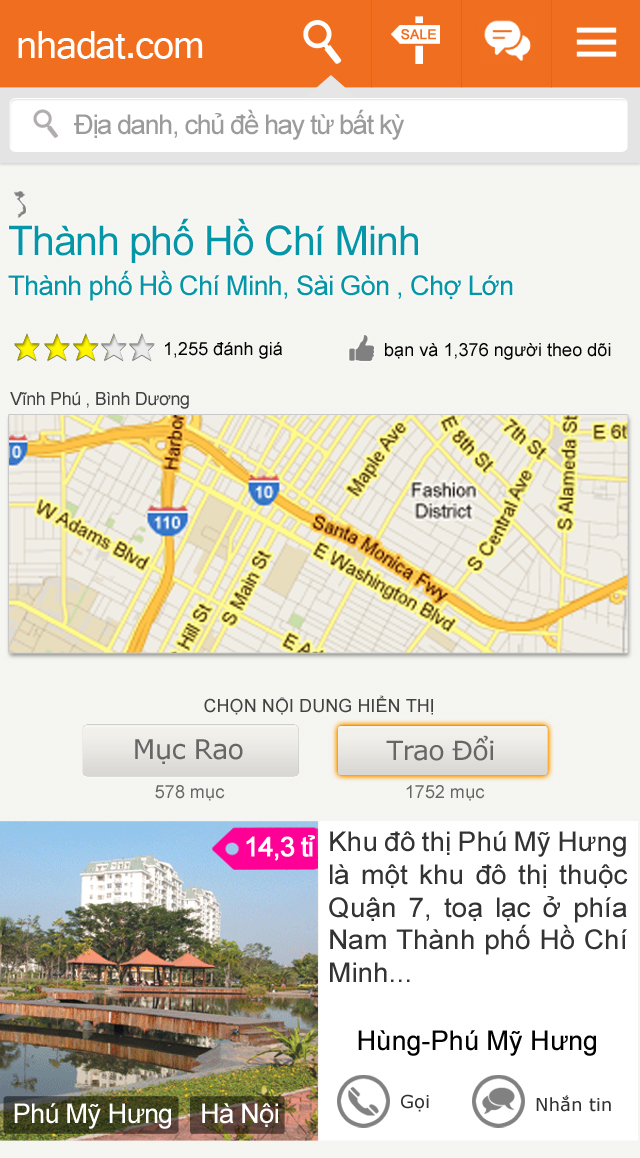 nhadat.com
SALE
Địa danh, chủ đề hay từ bất kỳ
Thành phố Hồ Chí Minh
Thành phố Hồ Chí Minh, Sài Gòn , Chợ Lớn
1,255 đánh giá
bạn và 1,376 người theo dõi
Vĩnh Phú , Bình Dương
Harbor
Maple Ave
E 8th St
7th St
S Alameda St
E 6t
0
10
110
Fashion
District
W Adams Blvd
Santa Monica Fwy
S Central Ave
E Washington Blvd
S Main St
Hill St
E A
CHỌN NỘI DUNG HIỂN THỊ
Mục Rao
Trao Đổi
578 mục
1752 mục
14,3 tỉ
Khu đô thị Phú Mỹ Hưng
là một khu đô thị thuộc
Quận 7, toạ lạc ở phía
Nam Thành phố Hồ Chí
Minh...
Hùng-Phú Mỹ Hưng
Gọi
Nhắn tin
Phú Mỹ Hưng
Hà Nội